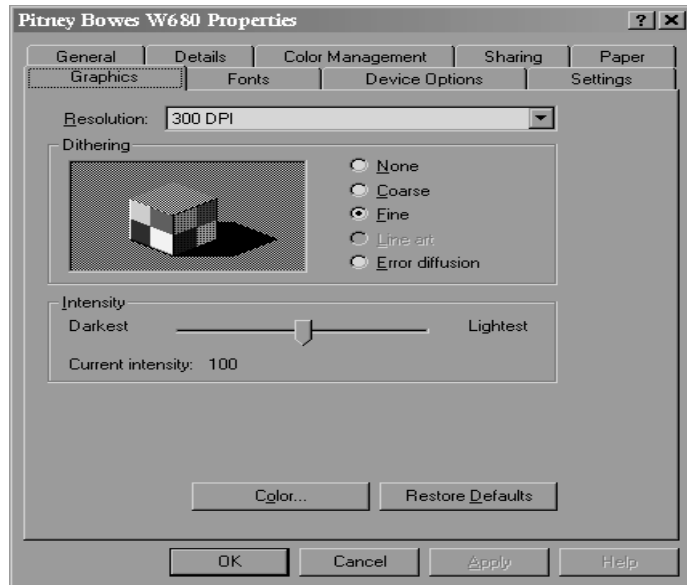 Pitney Bowes W680 Properties
General Details Color Management Sharing Paper
Graphics Fonts Device Options Settings
Resolution: 300 DPI
Dithering
None
Coarse
Fine
Line art
Error diffusion
Intensity
Darkest Lightest
Current intensity: 100
Color... Restore Defaults
OK Cancel Apply Help